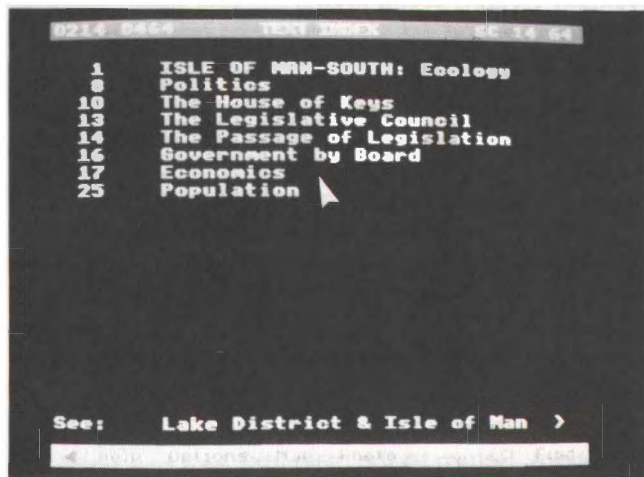 0214 0464 TEXT INDEX SC 14 64
1 ISLE OF MAN-SOUTH: Ecology
8 Politics
10 The House of Keys
13 The Legislative Council
14 The Passage of Legislation
16 Government by Board
17 Economics
25 Population
See: Lake District & Isle of Man >
Options